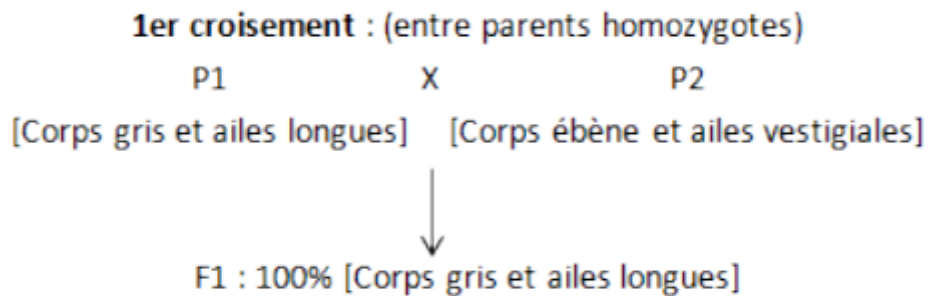 1er croisement : (entre parents homozygotes)
P1 X P2
[Corps gris et ailes longues] [Corps ébène et ailes vestigiales]
F1 : 100% [Corps gris et ailes longues]